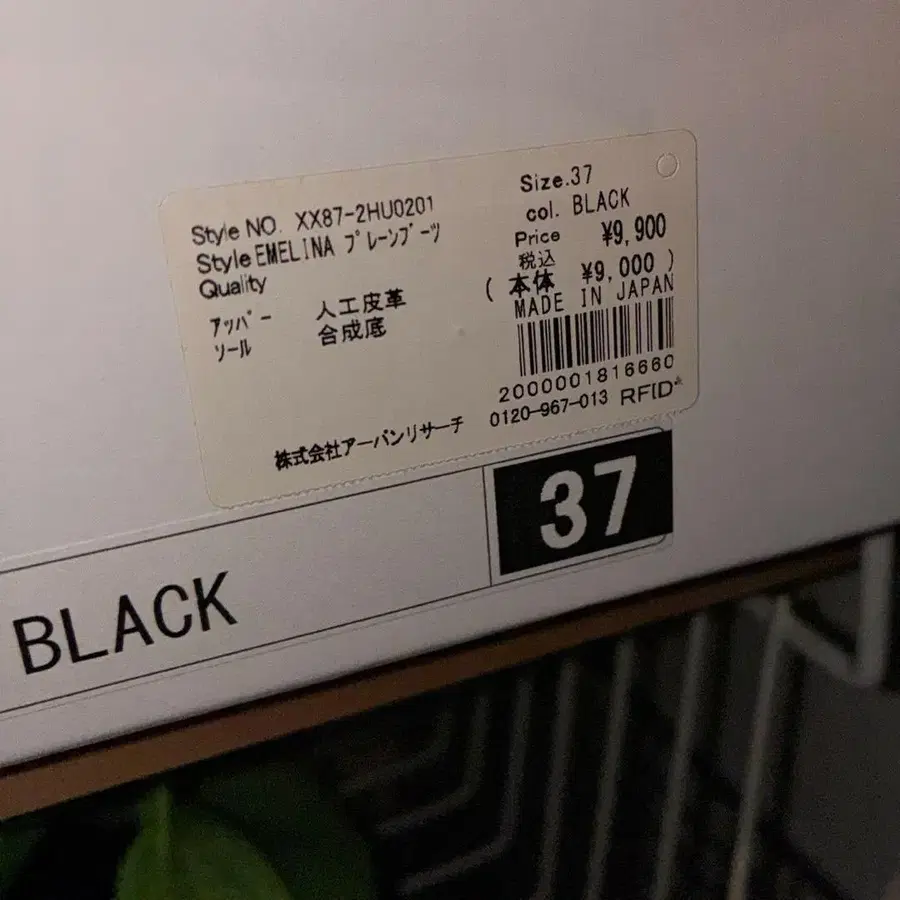 Style NO. XX87-2HU0201
Style EMELINA プレーンブーツ
Quality
アッパー 人工皮革
ソール 合成底
Size.37
col. BLACK
Price ¥9,900
税込
(本体 ¥9,000)
MADE IN JAPAN
2000001816660
0120-967-013 RFID*
株式会社アーバンリサーチ
BLACK 37